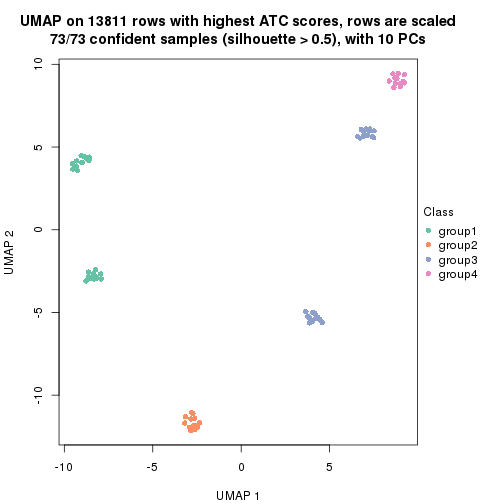 UMAP on 13811 rows with highest ATC scores, rows are scaled
73/73 confident samples (silhouette > 0.5), with 10 PCs
10
5
0
-5
-10
UMAP 2
-10
-5
0
5
UMAP 1
Class
group1
group2
group3
group4